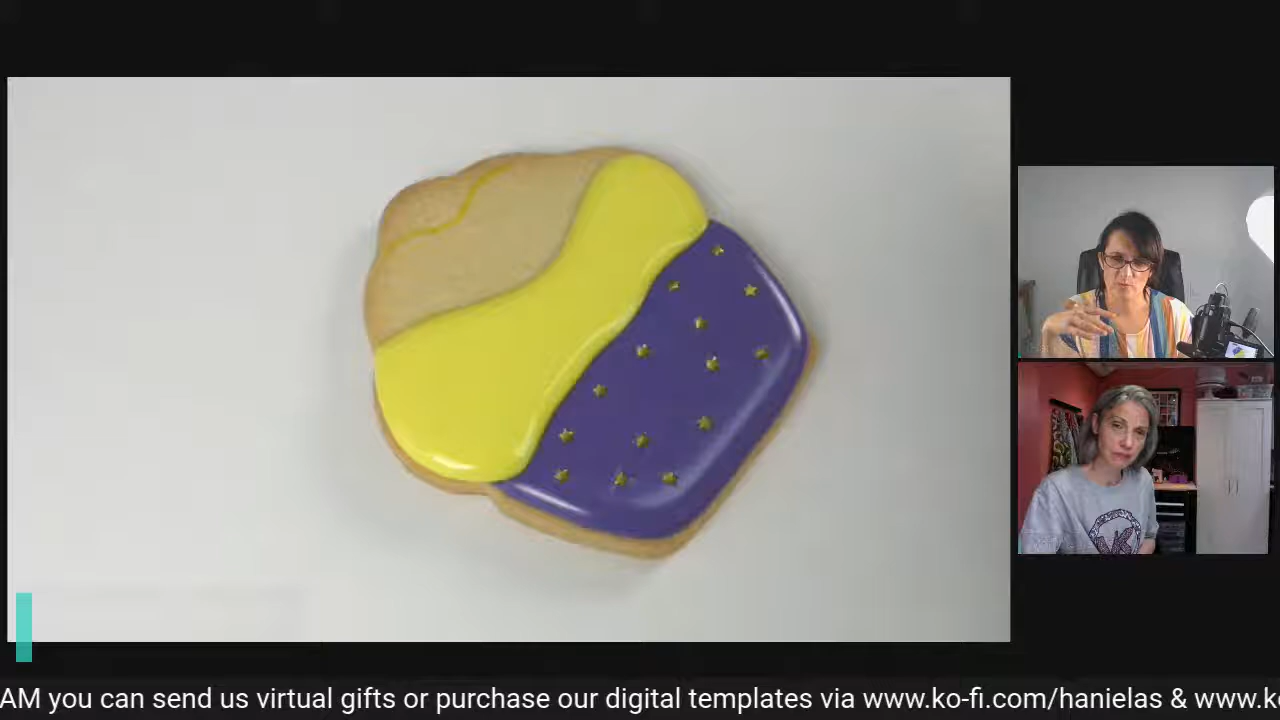 AM you can send us virtual gifts or purchase our digital templates via www.ko-fi.com/hanielas & www.k